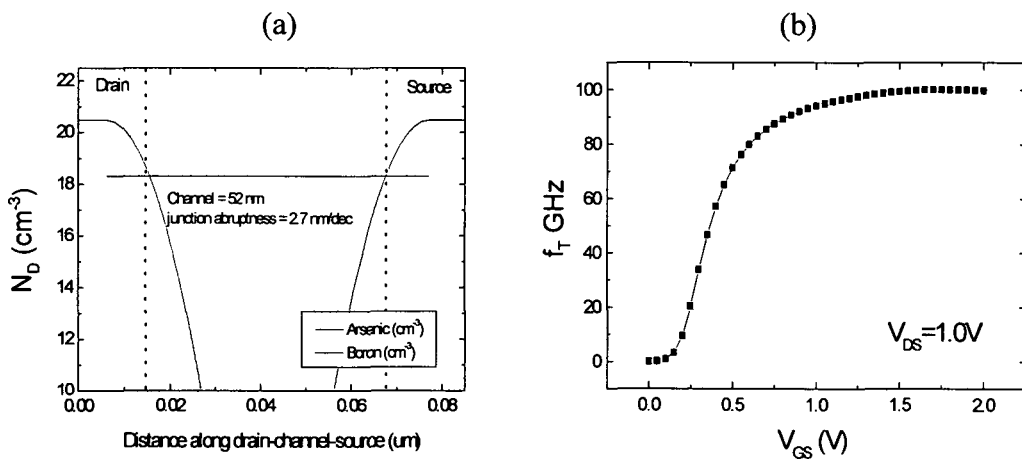 (a)
Drain
Source
Channel = 52 nm
junction abruptness = 2.7 nm/dec
Arsenic (cm⁻³)
Boron (cm⁻³)
N_D (cm⁻³)
22
20
18
16
14
12
10
0.00 0.02 0.04 0.06 0.08
Distance along drain-channel-source (um)
(b)
f_T GHz
100
80
60
40
20
0
V_DS=1.0V
0.0 0.5 1.0 1.5 2.0
V_GS (V)